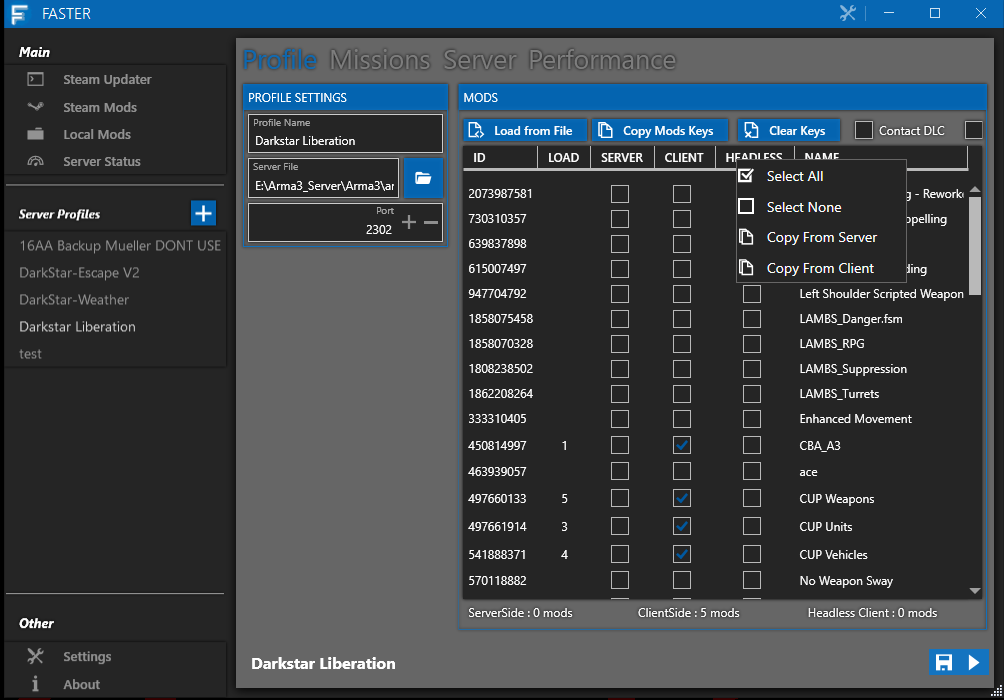 FASTER
Main
Steam Updater
Steam Mods
Local Mods
Server Status
Server Profiles
16AA Backup Mueller DONT USE
DarkStar-Escape V2
DarkStar-Weather
Darkstar Liberation
test
Other
Settings
About
Profile Missions Server Performance
PROFILE SETTINGS
Profile Name
Darkstar Liberation
Server File
E:\Arma3_Server\Arma3\ar
Port
2302
MODS
Load from File Copy Mods Keys Clear Keys Contact DLC
ID LOAD SERVER CLIENT HEADLESS NAME
Select All
Select None
Copy From Server
Copy From Client
2073987581 g - Rework
730310357 pelling
639837898
615007497 ding
947704792 Left Shoulder Scripted Weapon
1858075458 LAMBS_Danger.fsm
1858070328 LAMBS_RPG
1808238502 LAMBS_Suppression
1862208264 LAMBS_Turrets
333310405 Enhanced Movement
450814997 1 CBA_A3
463939057 ace
497660133 5 CUP Weapons
497661914 3 CUP Units
541888371 4 CUP Vehicles
570118882 No Weapon Sway
ServerSide : 0 mods ClientSide : 5 mods Headless Client : 0 mods
Darkstar Liberation